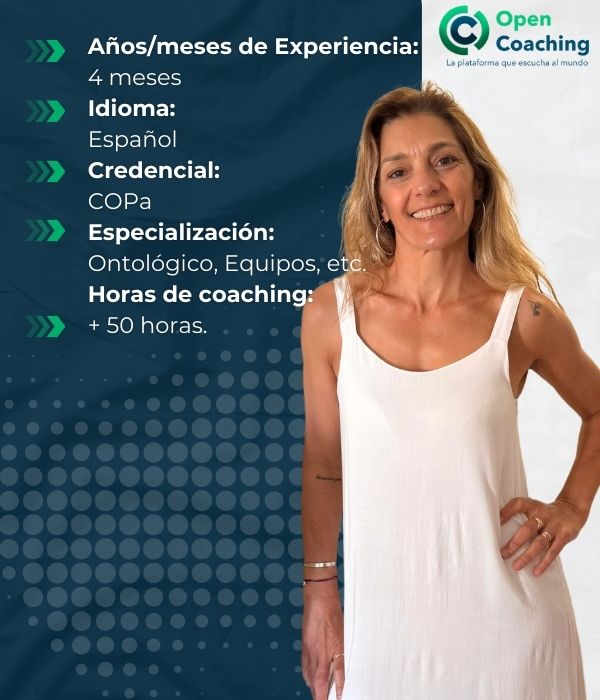 Open
Coaching
La plataforma que escucha al mundo
Años/meses de Experiencia:
4 meses
Idioma:
Español
Credencial:
COPa
Especialización:
Ontológico, Equipos, etc.
Horas de coaching:
+ 50 horas.